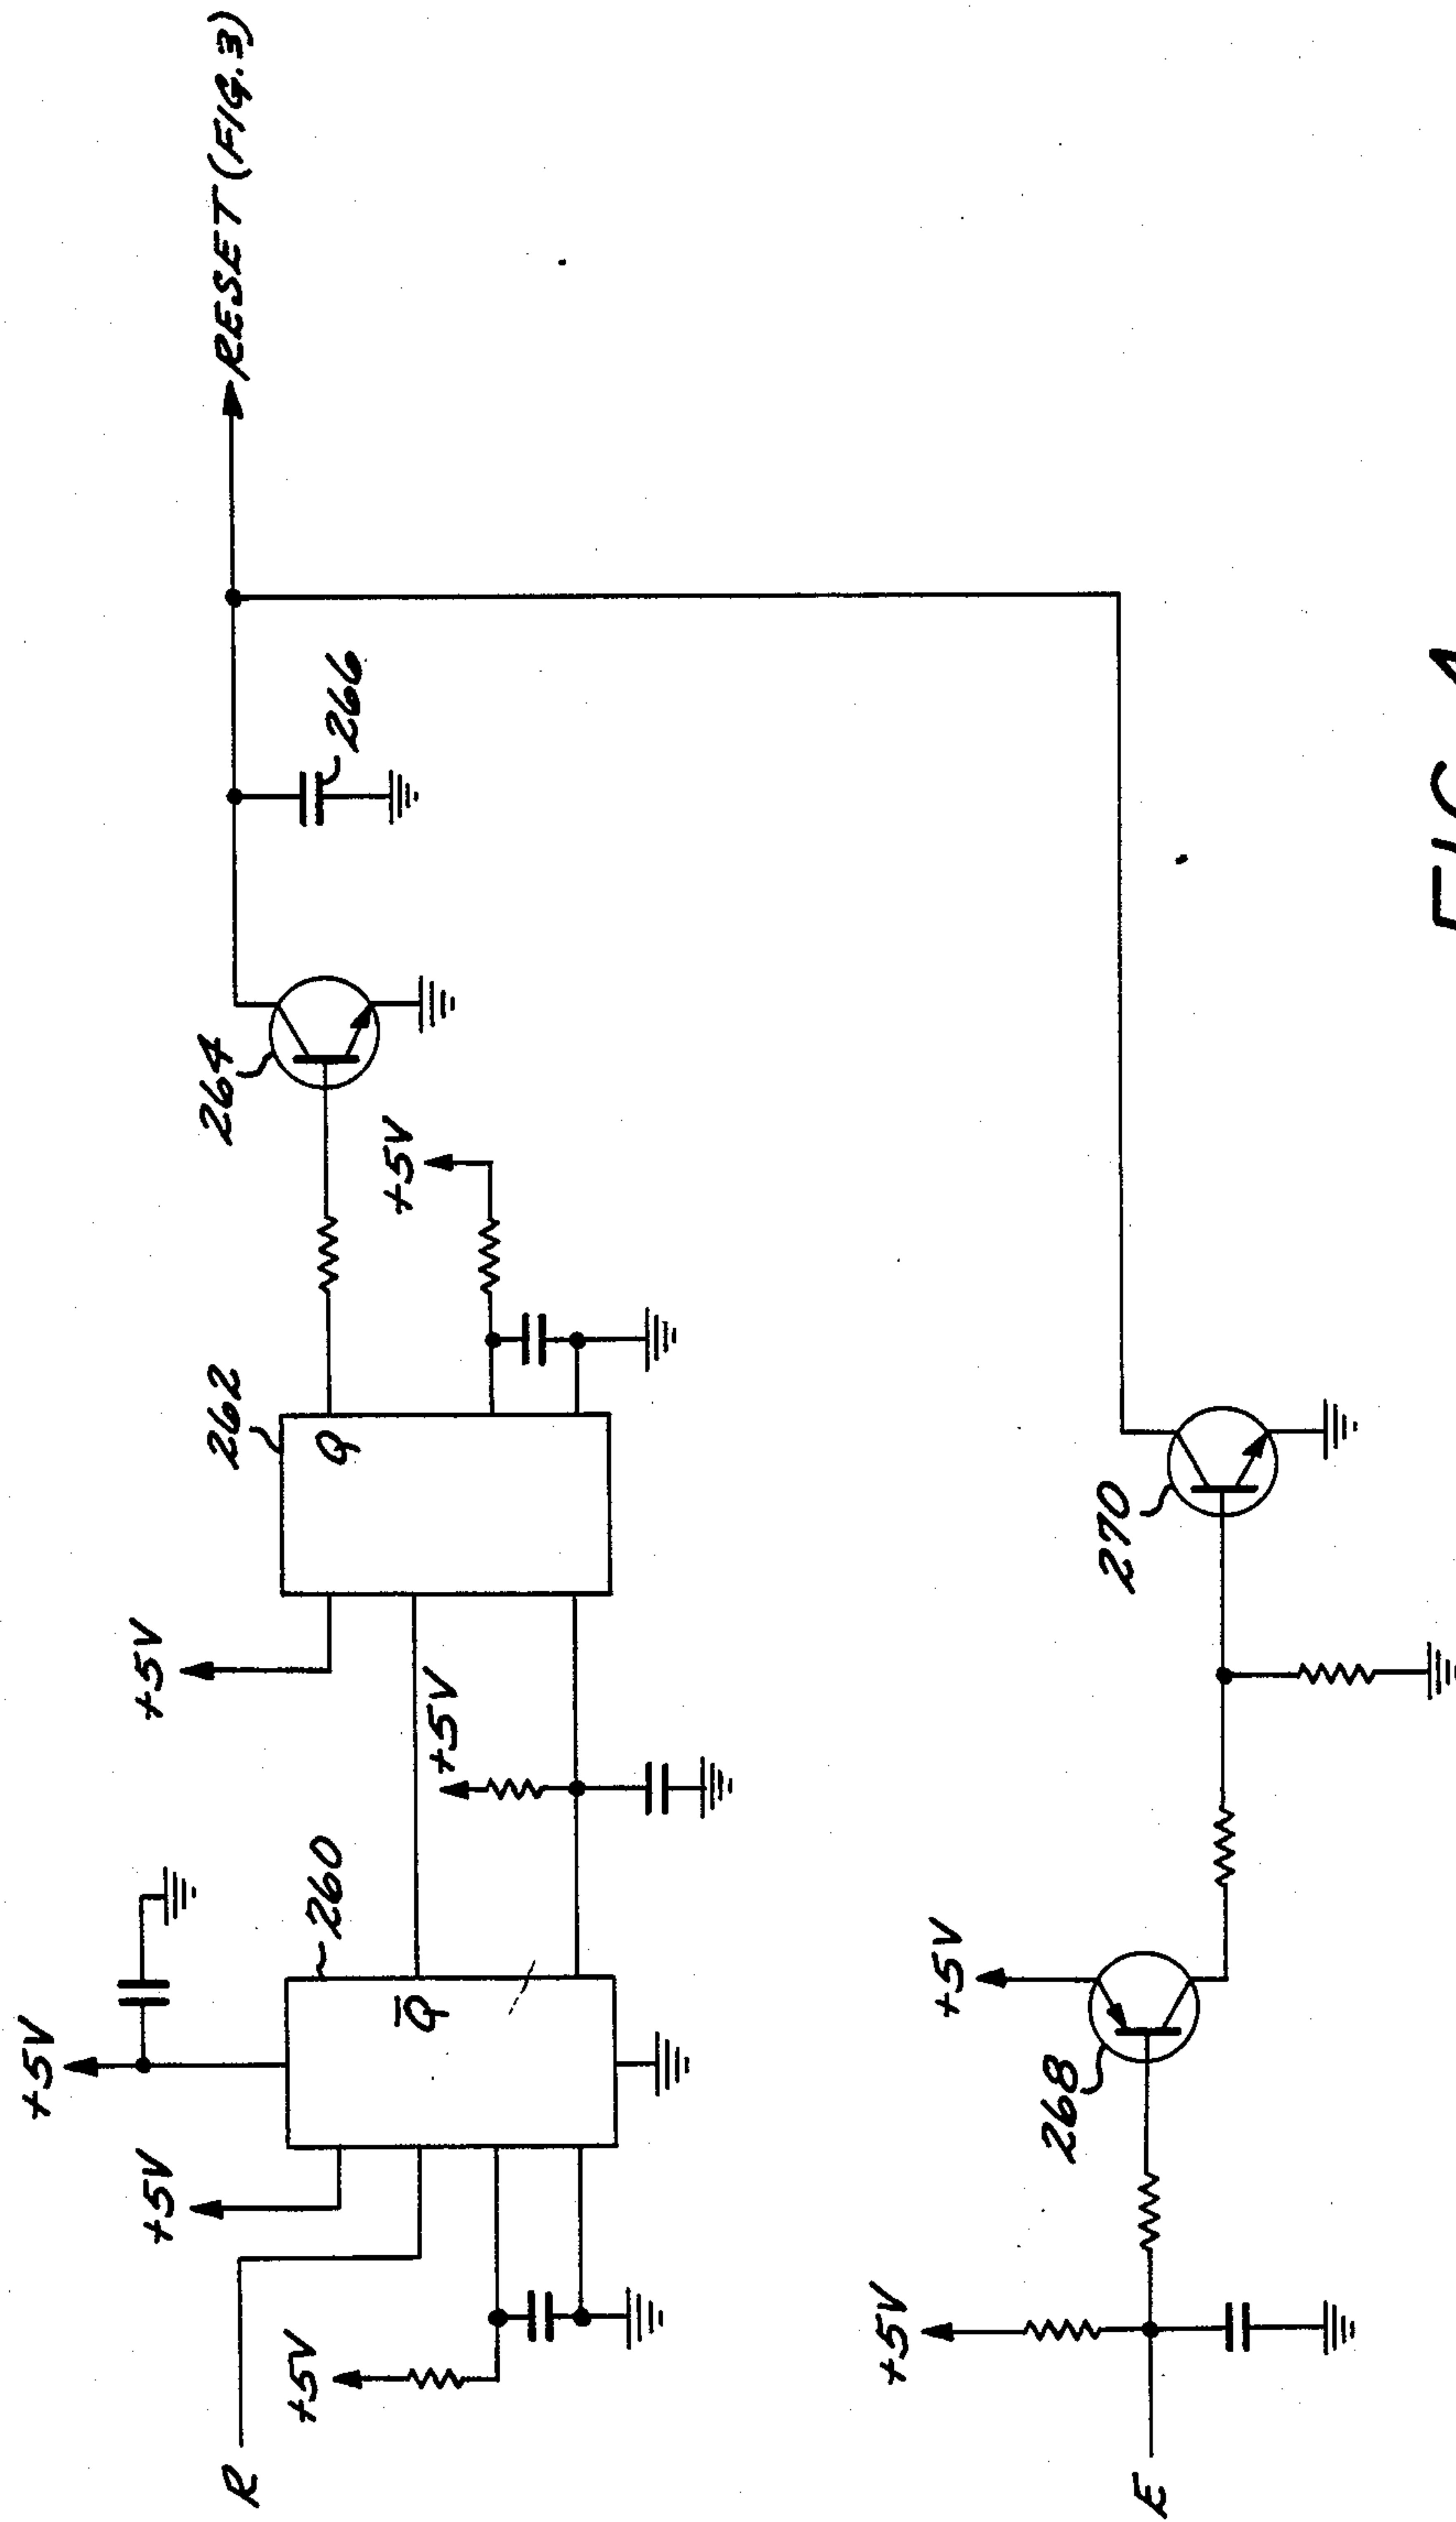 +5V
+5V
R
+5V
260
Q̅
+5V
+5V
262
Q
+5V
264
266
RESET (FIG. 3)
+5V
E
+5V
268
270